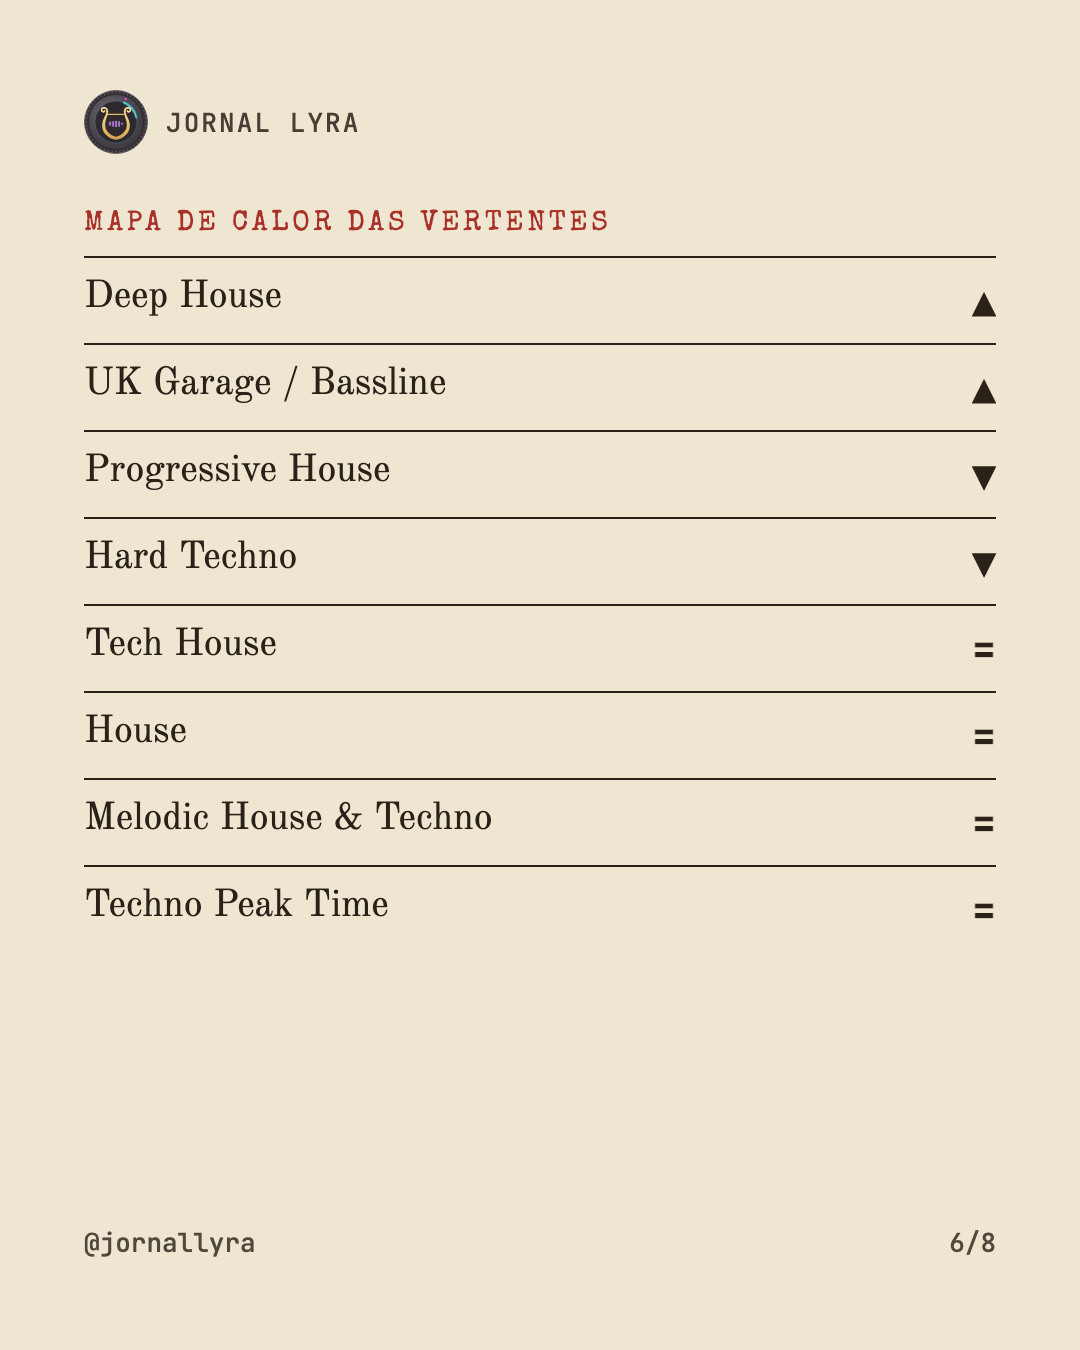 JORNAL LYRA
MAPA DE CALOR DAS VERTENTES
Deep House ▲
UK Garage / Bassline ▲
Progressive House ▼
Hard Techno ▼
Tech House =
House =
Melodic House & Techno =
Techno Peak Time =
@jornallyra 6/8